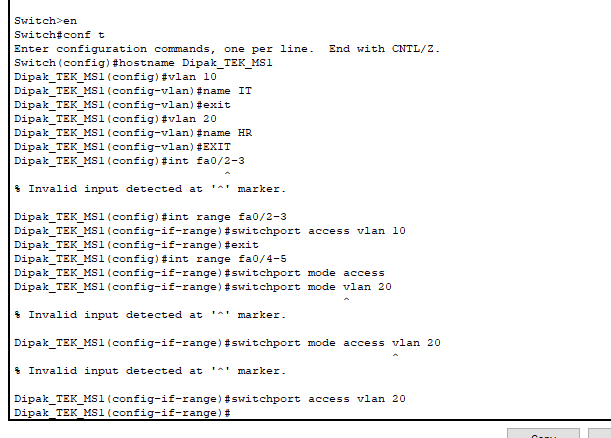 Switch>en
Switch#conf t
Enter configuration commands, one per line.  End with CNTL/Z.
Switch(config)#hostname Dipak_TEK_MS1
Dipak_TEK_MS1(config)#vlan 10
Dipak_TEK_MS1(config-vlan)#name IT
Dipak_TEK_MS1(config-vlan)#exit
Dipak_TEK_MS1(config)#vlan 20
Dipak_TEK_MS1(config-vlan)#name HR
Dipak_TEK_MS1(config-vlan)#EXIT
Dipak_TEK_MS1(config)#int fa0/2-3
^
% Invalid input detected at '^' marker.
Dipak_TEK_MS1(config)#int range fa0/2-3
Dipak_TEK_MS1(config-if-range)#switchport access vlan 10
Dipak_TEK_MS1(config-if-range)#exit
Dipak_TEK_MS1(config)#int range fa0/4-5
Dipak_TEK_MS1(config-if-range)#switchport mode access
Dipak_TEK_MS1(config-if-range)#switchport mode vlan 20
^
% Invalid input detected at '^' marker.
Dipak_TEK_MS1(config-if-range)#switchport mode access vlan 20
^
% Invalid input detected at '^' marker.
Dipak_TEK_MS1(config-if-range)#switchport access vlan 20
Dipak_TEK_MS1(config-if-range)#